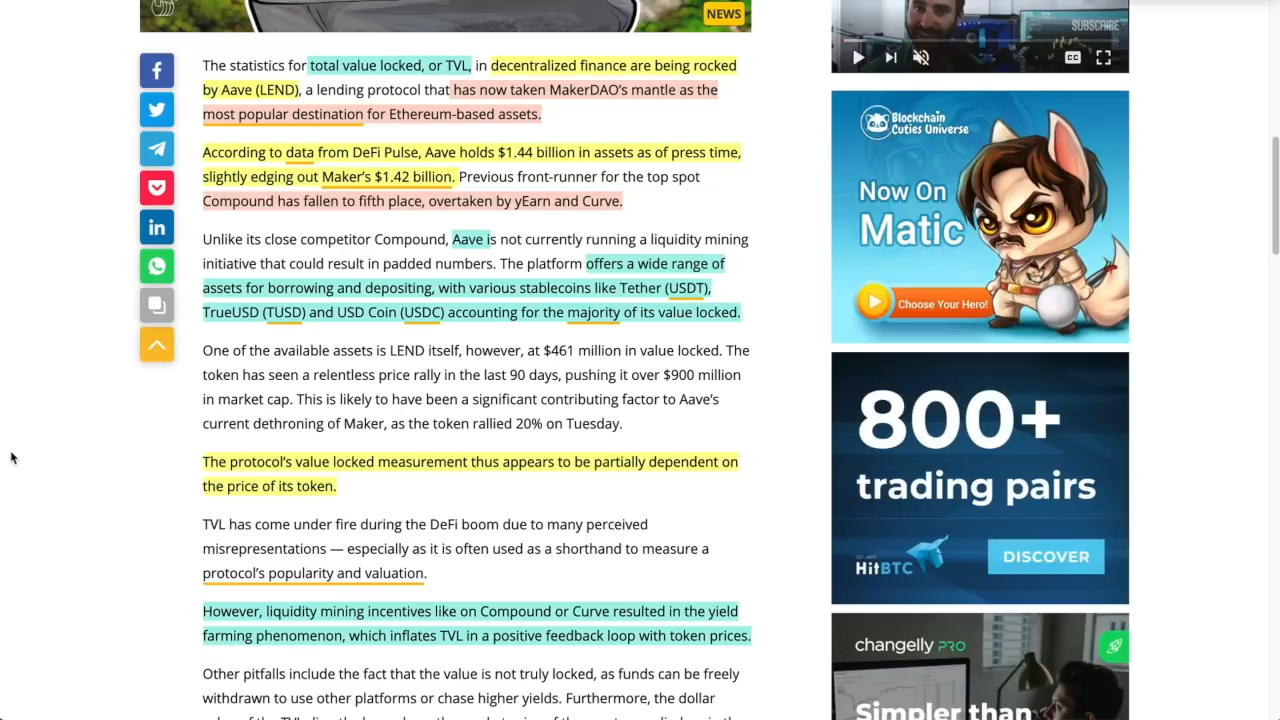 NEWS
The statistics for total value locked, or TVL, in decentralized finance are being rocked
by Aave (LEND), a lending protocol that has now taken MakerDAO’s mantle as the
most popular destination for Ethereum-based assets.
According to data from DeFi Pulse, Aave holds $1.44 billion in assets as of press time,
slightly edging out Maker’s $1.42 billion. Previous front-runner for the top spot
Compound has fallen to fifth place, overtaken by yEarn and Curve.
Unlike its close competitor Compound, Aave is not currently running a liquidity mining
initiative that could result in padded numbers. The platform offers a wide range of
assets for borrowing and depositing, with various stablecoins like Tether (USDT),
TrueUSD (TUSD) and USD Coin (USDC) accounting for the majority of its value locked.
One of the available assets is LEND itself, however, at $461 million in value locked. The
token has seen a relentless price rally in the last 90 days, pushing it over $900 million
in market cap. This is likely to have been a significant contributing factor to Aave’s
current dethroning of Maker, as the token rallied 20% on Tuesday.
The protocol’s value locked measurement thus appears to be partially dependent on
the price of its token.
TVL has come under fire during the DeFi boom due to many perceived
misrepresentations — especially as it is often used as a shorthand to measure a
protocol’s popularity and valuation.
However, liquidity mining incentives like on Compound or Curve resulted in the yield
farming phenomenon, which inflates TVL in a positive feedback loop with token prices.
Other pitfalls include the fact that the value is not truly locked, as funds can be freely
withdrawn to use other platforms or chase higher yields. Furthermore, the dollar
SUBSCRIBE
CC
Blockchain
Cuties Universe
Now On
Matic
Choose Your Hero!
800+
trading pairs
HitBTC
DISCOVER
changelly PRO
Simpler than